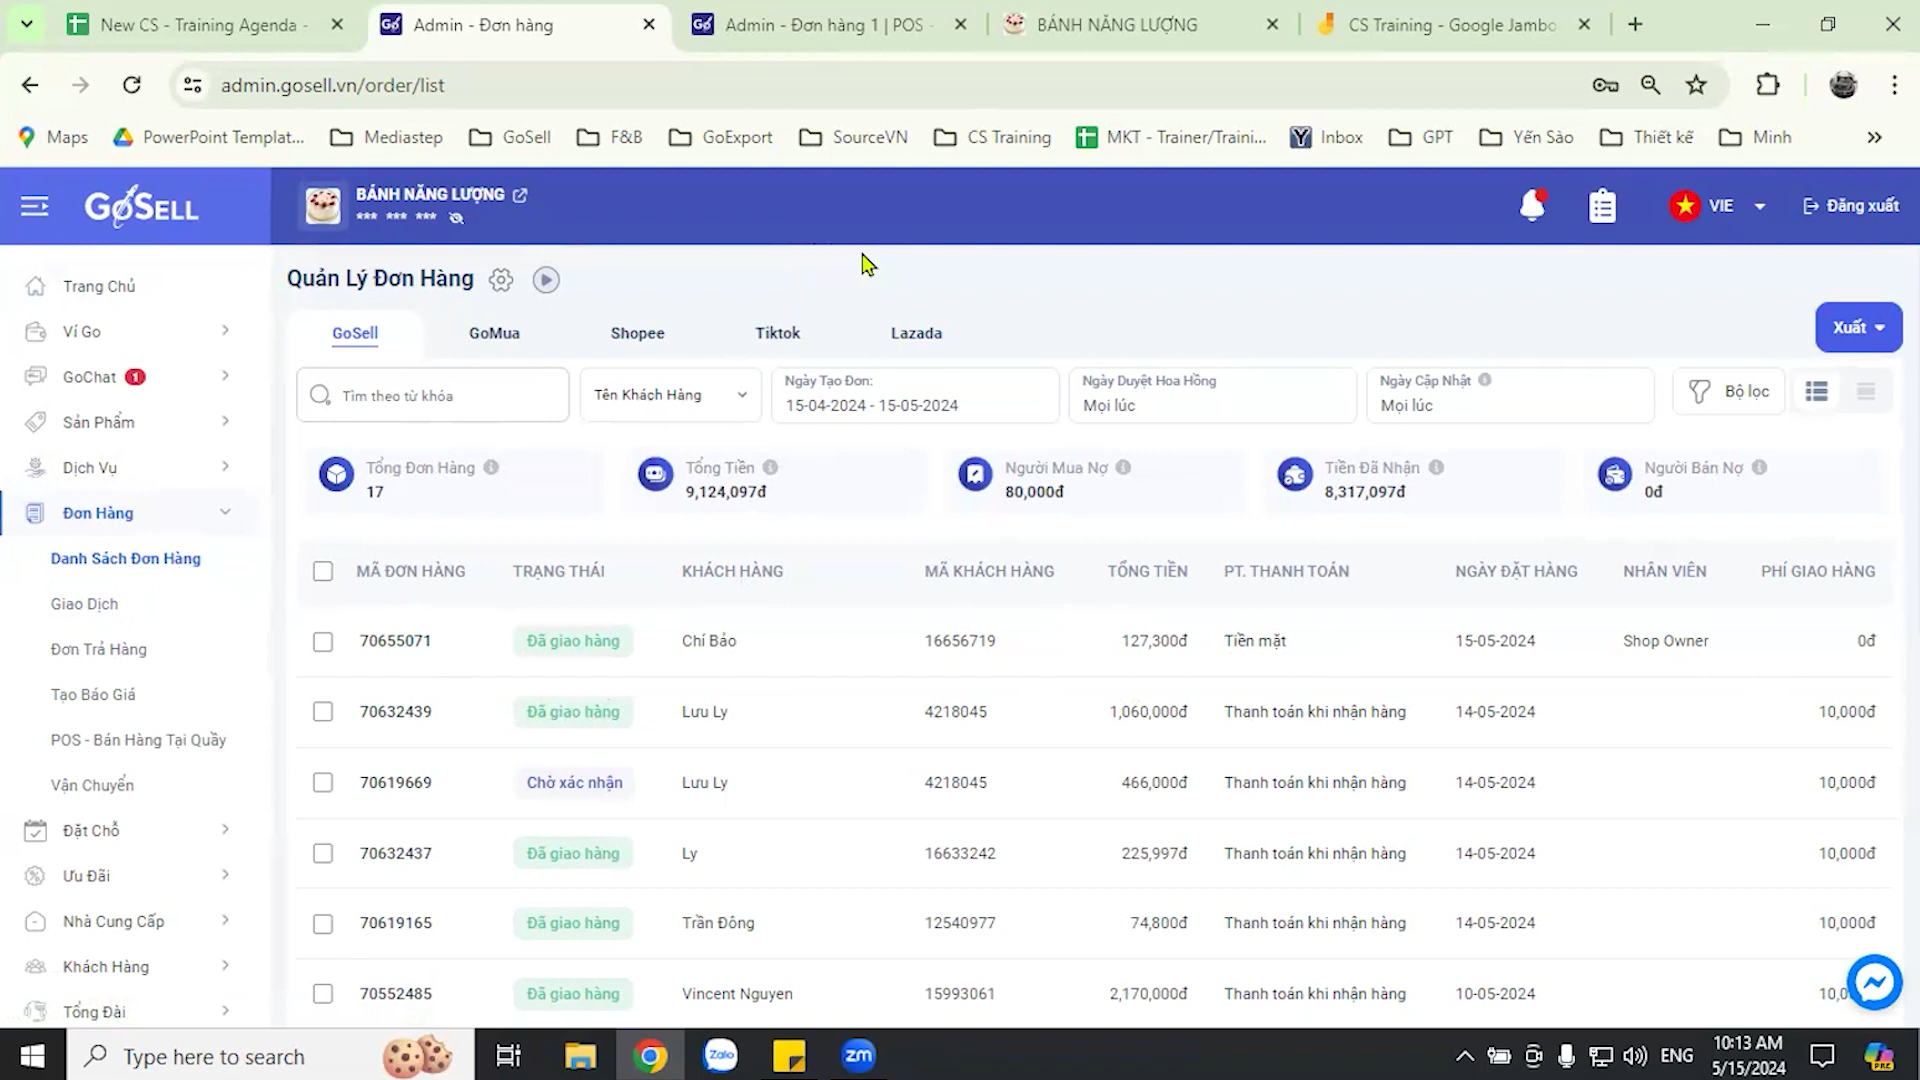 New CS - Training Agenda -
Admin - Đơn hàng
Admin - Đơn hàng 1 | POS -
BÁNH NĂNG LƯỢNG
CS Training - Google Jambo
admin.gosell.vn/order/list
Maps
PowerPoint Templat...
Mediastep
GoSell
F&B
GoExport
SourceVN
CS Training
MKT - Trainer/Traini...
Inbox
GPT
Yến Sào
Thiết kế
Minh
GoSELL
BÁNH NĂNG LƯỢNG
*** *** ***
VIE
Đăng xuất
Trang Chủ
Ví Go
GoChat 1
Sản Phẩm
Dịch Vụ
Đơn Hàng
Danh Sách Đơn Hàng
Giao Dịch
Đơn Trả Hàng
Tạo Báo Giá
POS - Bán Hàng Tại Quầy
Vận Chuyển
Đặt Chỗ
Ưu Đãi
Nhà Cung Cấp
Khách Hàng
Tổng Đài
Quản Lý Đơn Hàng
GoSell GoMua Shopee Tiktok Lazada
Xuất
Tìm theo từ khóa
Tên Khách Hàng
Ngày Tạo Đơn:
15-04-2024 - 15-05-2024
Ngày Duyệt Hoa Hồng
Mọi lúc
Ngày Cập Nhật
Mọi lúc
Bộ lọc
Tổng Đơn Hàng
17
Tổng Tiền
9,124,097đ
Người Mua Nợ
80,000đ
Tiền Đã Nhận
8,317,097đ
Người Bán Nợ
0đ
MÃ ĐƠN HÀNG TRẠNG THÁI KHÁCH HÀNG MÃ KHÁCH HÀNG TỔNG TIỀN PT. THANH TOÁN NGÀY ĐẶT HÀNG NHÂN VIÊN PHÍ GIAO HÀNG
70655071 Đã giao hàng Chí Bảo 16656719 127,300đ Tiền mặt 15-05-2024 Shop Owner 0đ
70632439 Đã giao hàng Lưu Ly 4218045 1,060,000đ Thanh toán khi nhận hàng 14-05-2024 10,000đ
70619669 Chờ xác nhận Lưu Ly 4218045 466,000đ Thanh toán khi nhận hàng 14-05-2024 10,000đ
70632437 Đã giao hàng Ly 16633242 225,997đ Thanh toán khi nhận hàng 14-05-2024 10,000đ
70619165 Đã giao hàng Trần Đông 12540977 74,800đ Thanh toán khi nhận hàng 14-05-2024 10,000đ
70552485 Đã giao hàng Vincent Nguyen 15993061 2,170,000đ Thanh toán khi nhận hàng 10-05-2024 10,0
Type here to search
Zalo
zm
ENG
10:13 AM
5/15/2024
PRE